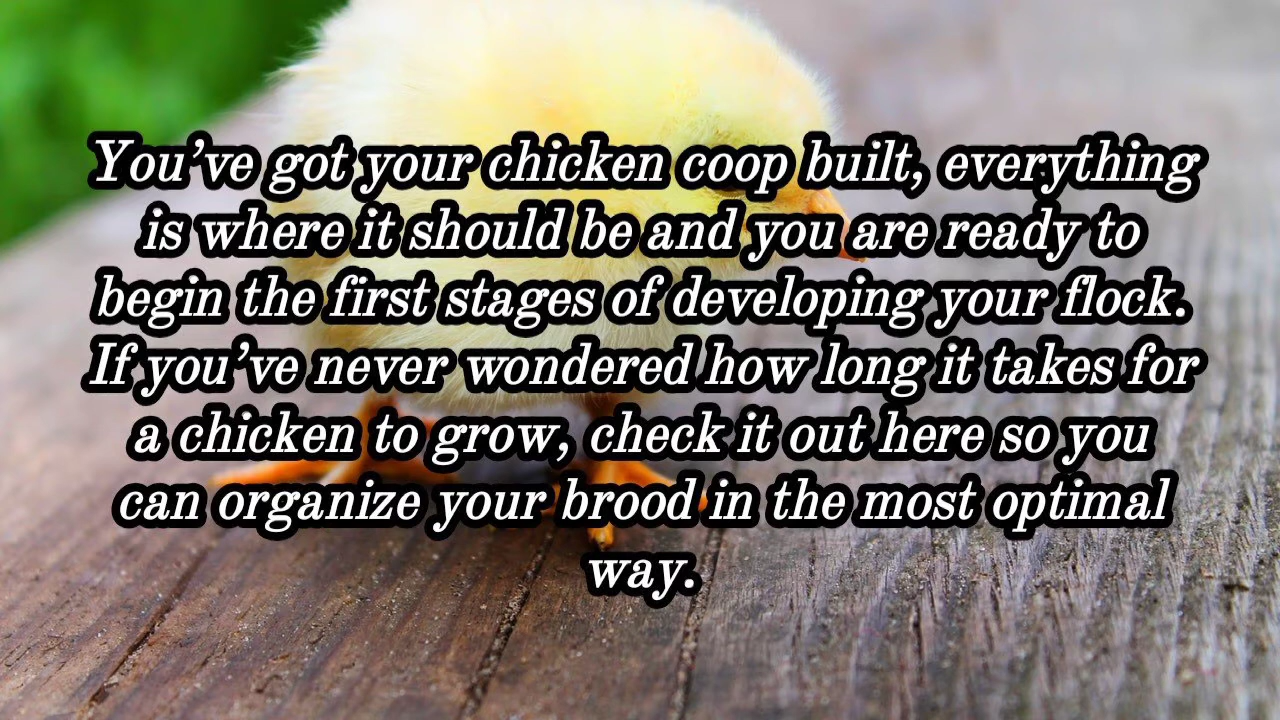 You’ve got your chicken coop built, everything
is where it should be and you are ready to
begin the first stages of developing your flock.
If you’ve never wondered how long it takes for
a chicken to grow, check it out here so you
can organize your brood in the most optimal
way.